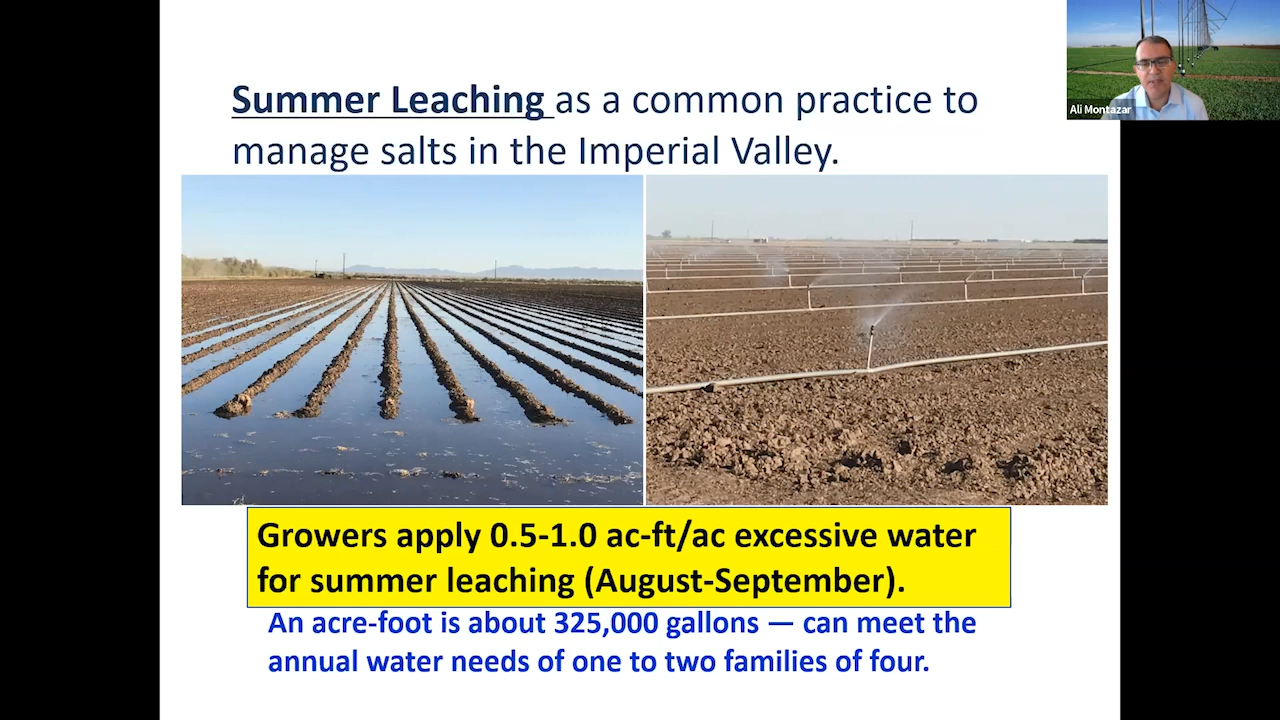 Ali Montazar
Summer Leaching as a common practice to
manage salts in the Imperial Valley.
Growers apply 0.5-1.0 ac-ft/ac excessive water
for summer leaching (August-September).
An acre-foot is about 325,000 gallons — can meet the
annual water needs of one to two families of four.